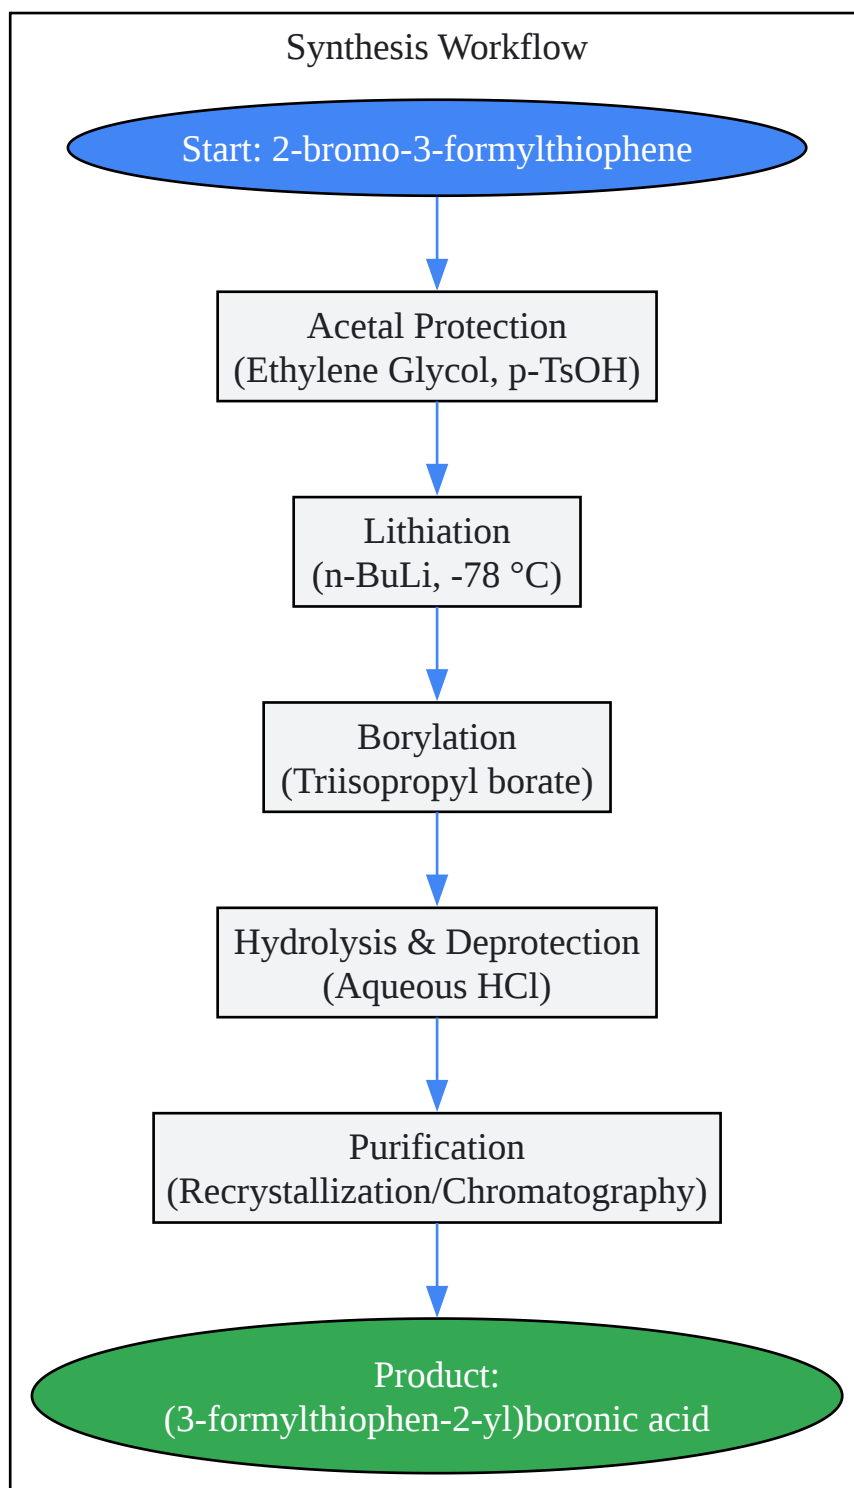 Synthesis Workflow
Start: 2-bromo-3-formylthiophene
Acetal Protection
(Ethylene Glycol, p-TsOH)
Lithiation
(n-BuLi, -78 °C)
Borylation
(Triisopropyl borate)
Hydrolysis & Deprotection
(Aqueous HCl)
Purification
(Recrystallization/Chromatography)
Product:
(3-formylthiophen-2-yl)boronic acid